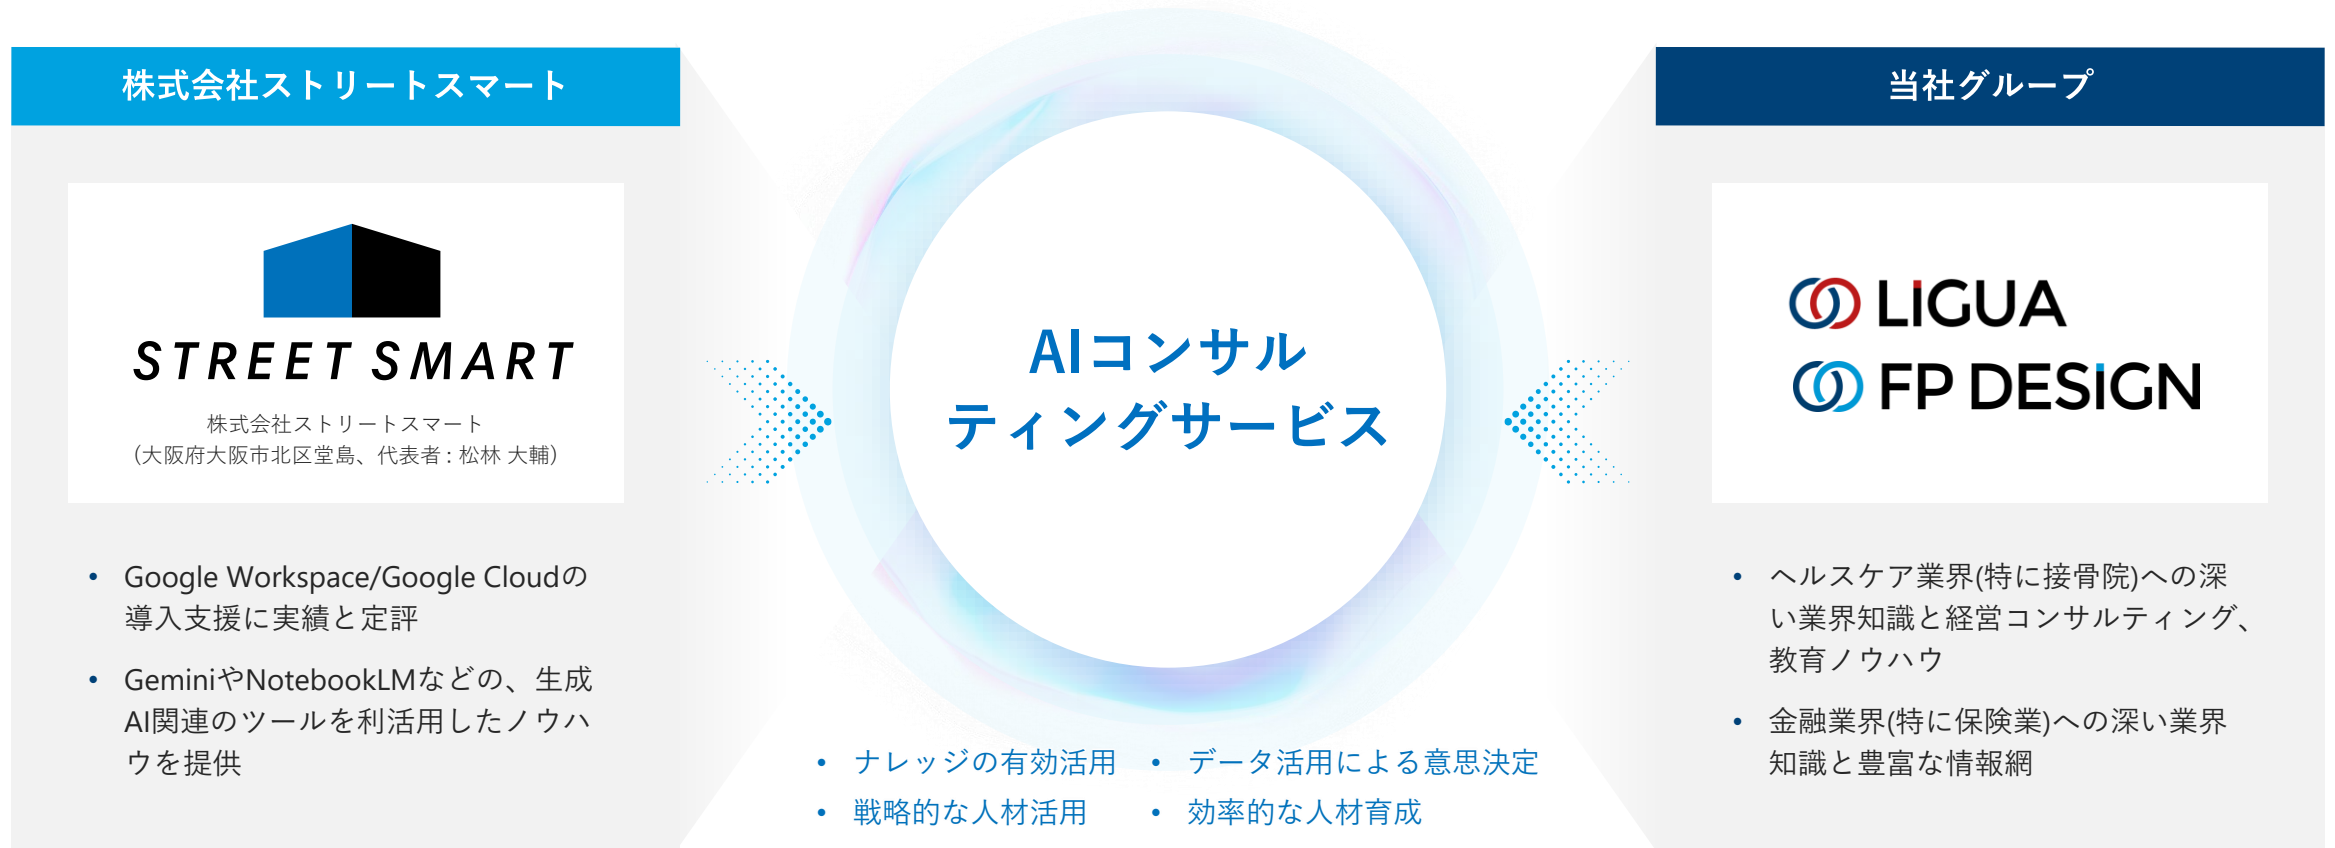 株式会社ストリートスマート
STREET SMART
株式会社ストリートスマート
(大阪府大阪市北区堂島、代表者 : 松林 大輔)
• Google Workspace/Google Cloudの
導入支援に実績と定評
• GeminiやNotebookLMなどの、生成
AI関連のツールを利活用したノウハ
ウを提供
AIコンサル
ティングサービス
• ナレッジの有効活用
• データ活用による意思決定
• 戦略的な人材活用
• 効率的な人材育成
当社グループ
LIGUA
FP DESIGN
• ヘルスケア業界(特に接骨院)への深
い業界知識と経営コンサルティング、
教育ノウハウ
• 金融業界(特に保険業)への深い業界
知識と豊富な情報網